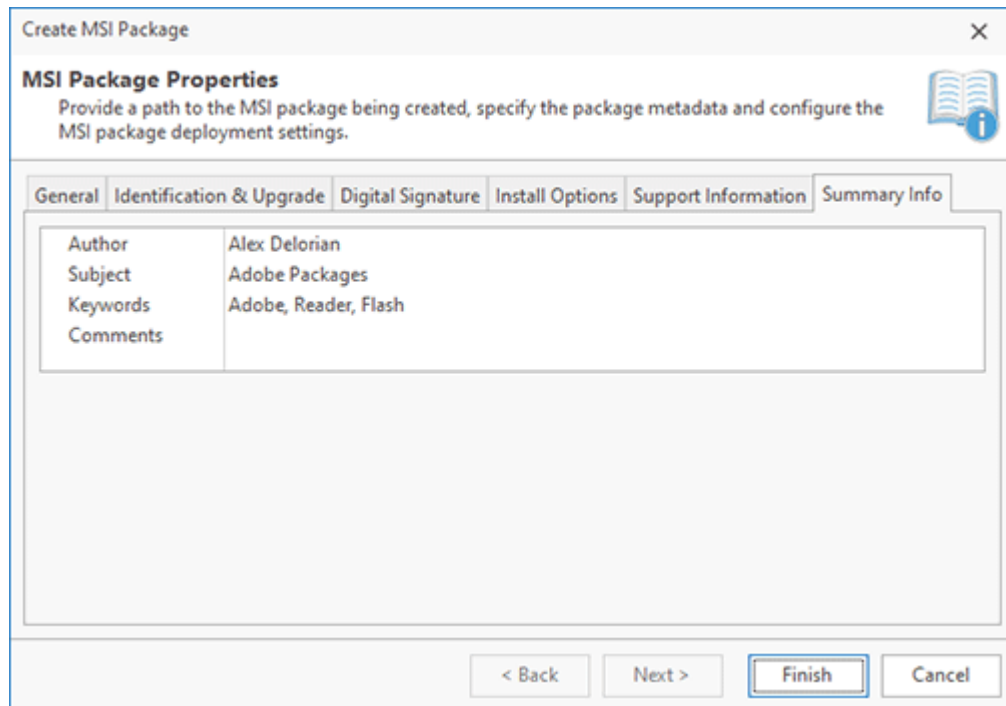 Create MSI Package
MSI Package Properties
Provide a path to the MSI package being created, specify the package metadata and configure the
MSI package deployment settings.
General Identification & Upgrade Digital Signature Install Options Support Information Summary Info
Author Alex Delorian
Subject Adobe Packages
Keywords Adobe, Reader, Flash
Comments
< Back Next > Finish Cancel